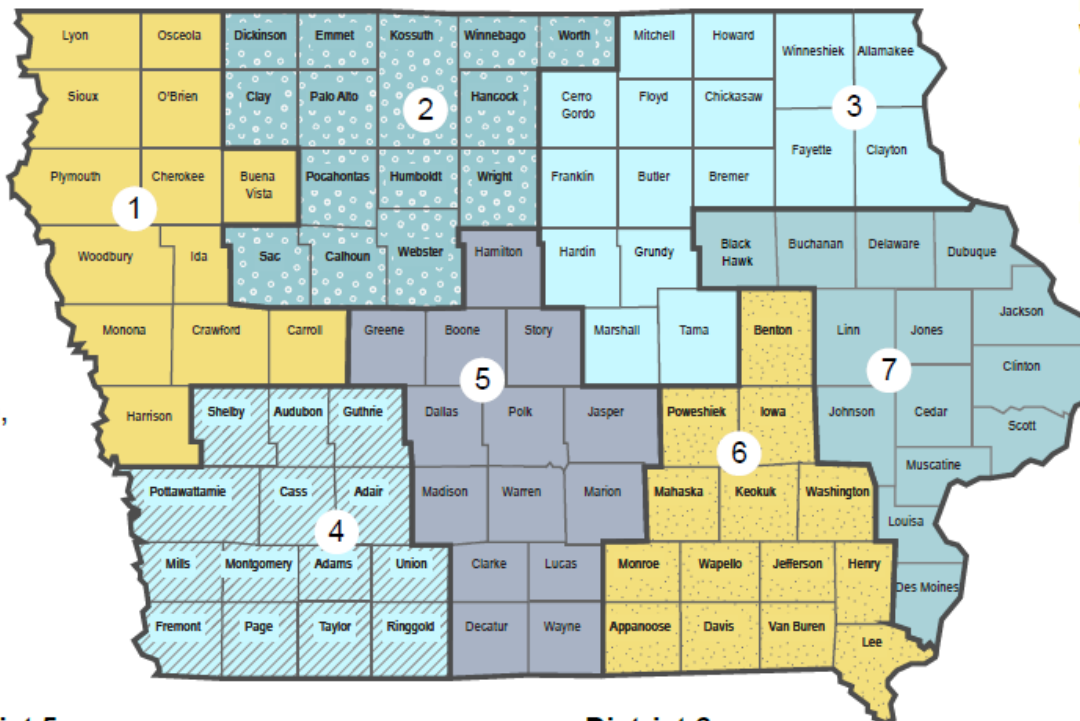 Lyon Osceola Dickinson Emmet Kossuth Winnebago Worth Mitchell Howard Winneshiek Allamakee
Sioux O'Brien Clay Palo Alto 2 Hancock Cerro Gordo Floyd Chickasaw 3
Plymouth Cherokee Buena Vista Pocahontas Humboldt Wright Franklin Butler Bremer Fayette Clayton
1
Woodbury Ida Sac Calhoun Webster Hamilton Hardin Grundy Black Hawk Buchanan Delaware Dubuque
Monona Crawford Carroll Greene Boone Story Marshall Tama Benton Linn Jones Jackson
5 7 Clinton
Harrison Shelby Audubon Guthrie Dallas Polk Jasper Poweshiek Iowa Johnson Cedar Scott
6 Muscatine
Pottawattamie Cass Adair Madison Warren Marion Mahaska Keokuk Washington Louisa
4
Mills Montgomery Adams Union Clarke Lucas Monroe Wapello Jefferson Henry Des Moines
Fremont Page Taylor Ringgold Decatur Wayne Appanoose Davis Van Buren Lee